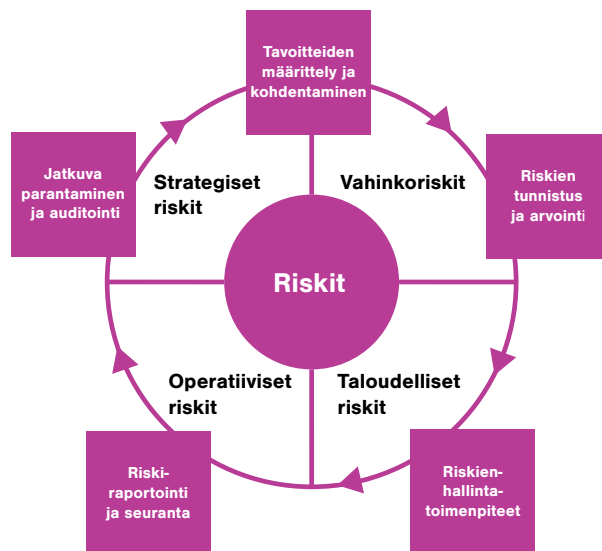 Tavoitteiden
määrittely ja
kohdentaminen
Jatkuva
parantaminen
ja auditointi
Strategiset
riskit
Vahinkoriskit
Riskien
tunnistus
ja arvointi
Riskit
Operatiiviset
riskit
Taloudelliset
riskit
Riski-
raportointi
ja seuranta
Riskien-
hallinta-
toimenpiteet